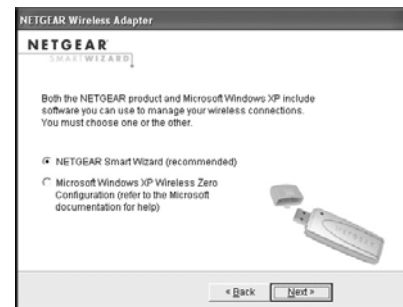 NETGEAR Wireless Adapter
NETGEAR
SMARTWIZARD
Both the NETGEAR product and Microsoft Windows XP include
software you can use to manage your wireless connections.
You must choose one or the other.
NETGEAR Smart Wizard (recommended)
Microsoft Windows XP Wireless Zero
Configuration (refer to the Microsoft
documentation for help)
NETGEAR
< Back
Next >